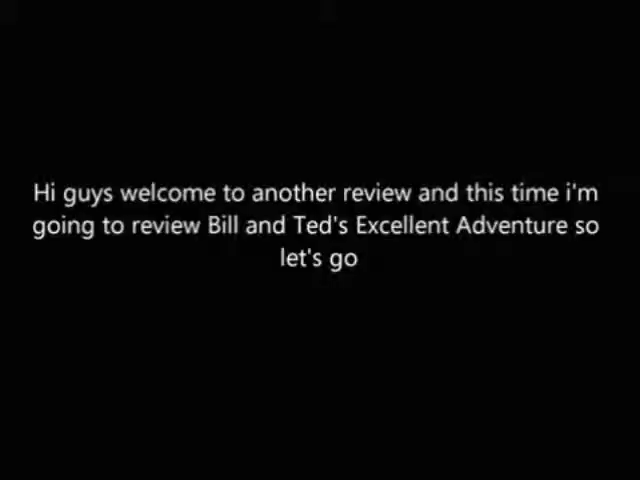 Hi guys welcome to another review and this time i'm
going to review Bill and Ted's Excellent Adventure so
let's go